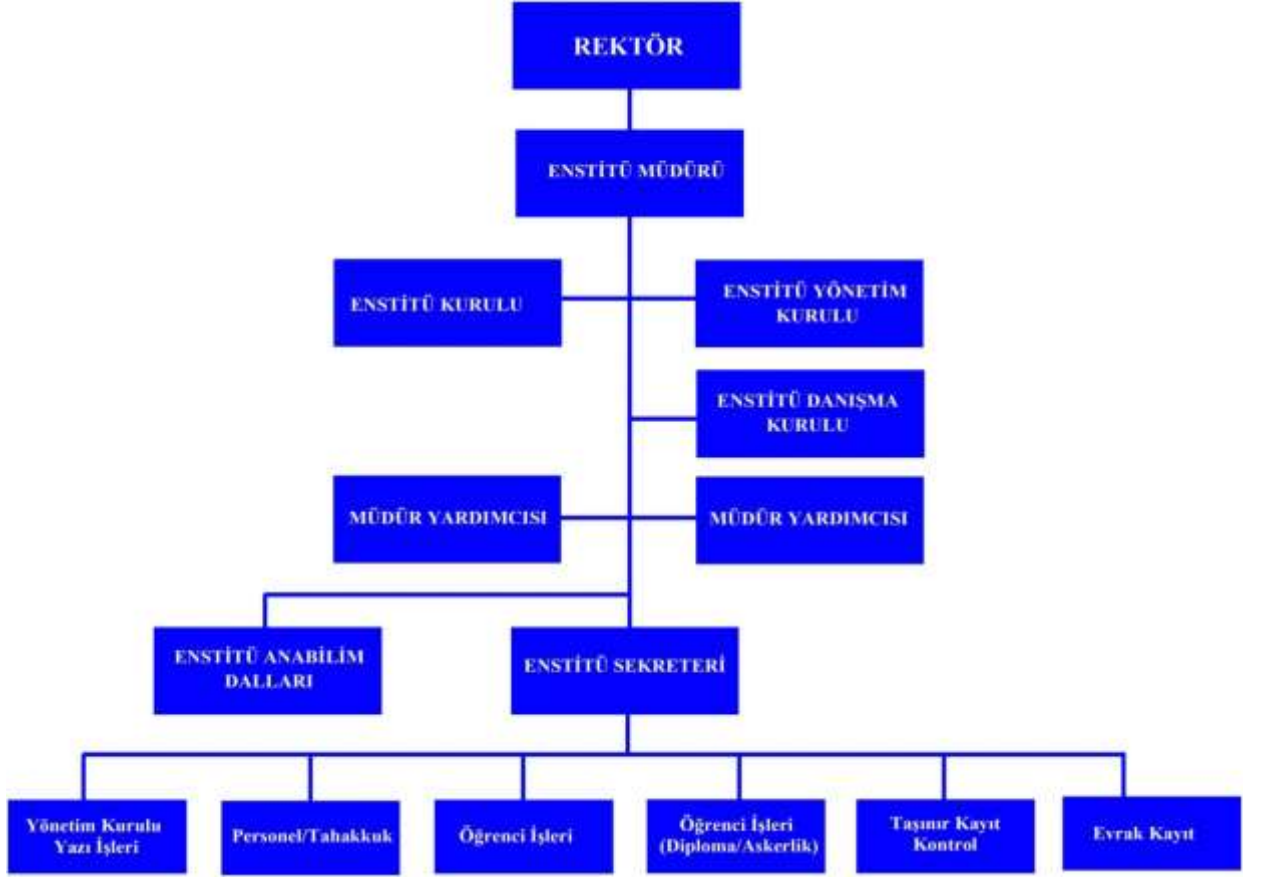 REKTÖR
ENSTİTÜ MÜDÜRÜ
ENSTİTÜ KURULU
ENSTİTÜ YÖNETİM
KURULU
ENSTİTÜ DANIŞMA
KURULU
MÜDÜR YARDIMCISI
MÜDÜR YARDIMCISI
ENSTİTÜ ANABİLİM
DALLARI
ENSTİTÜ SEKRETERİ
Yönetim Kurulu
Yazı İşleri
Personel/Tahakkuk
Öğrenci İşleri
Öğrenci İşleri
(Diploma/Askerlik)
Taşınır Kayıt
Kontrol
Evrak Kayıt